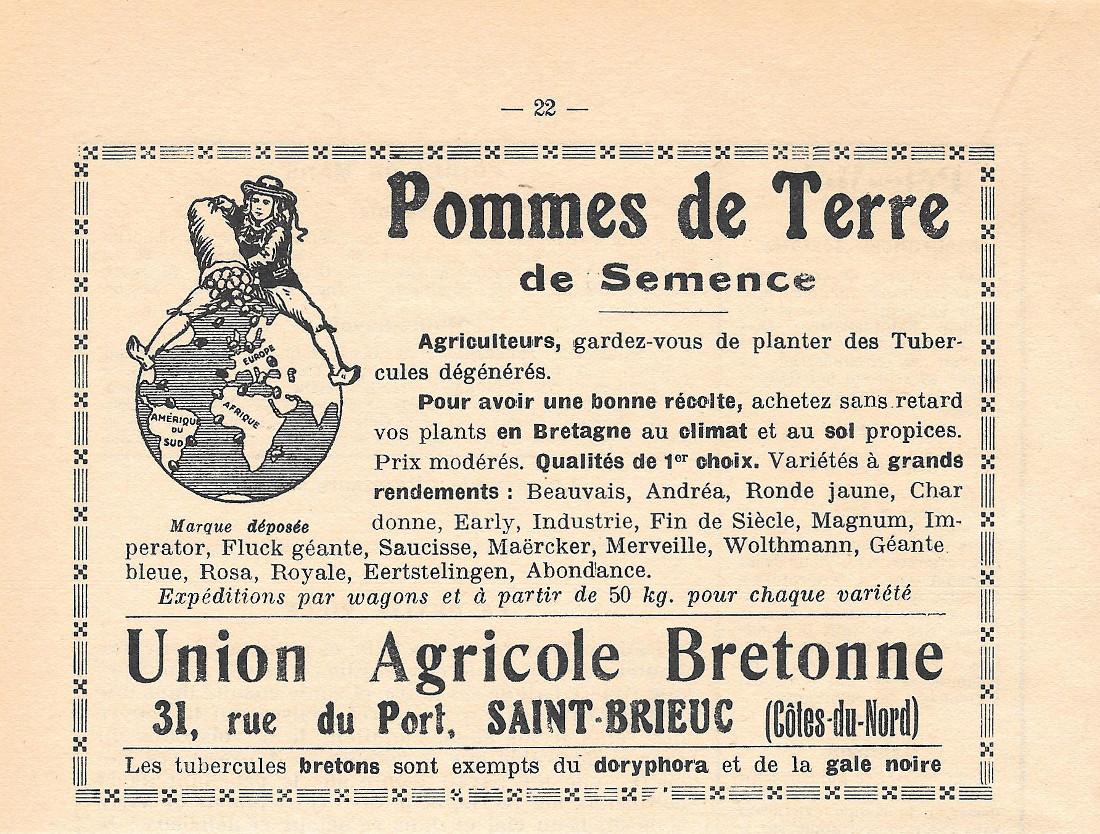 — 22 —
Pommes de Terre
de Semence
Agriculteurs, gardez-vous de planter des Tuber-
cules dégénérés.
Pour avoir une bonne récolte, achetez sans retard
vos plants en Bretagne au climat et au sol propices.
Prix modérés. Qualités de 1er choix. Variétés à grands
rendements : Beauvais, Andréa, Ronde jaune, Char
donne, Early, Industrie, Fin de Siècle, Magnum, Im-
perator, Fluck géante, Saucisse, Maërcker, Merveille, Wolthmann, Géante
bleue, Rosa, Royale, Eertstelingen, Abondance.
EUROPE
AFRIQUE
AMÉRIQUE
DU
SUD
Marque déposée
Expéditions par wagons et à partir de 50 kg. pour chaque variété
Union Agricole Bretonne
31, rue du Port, SAINT-BRIEUC (Côtes-du-Nord)
Les tubercules bretons sont exempts du doryphora et de la gale noire